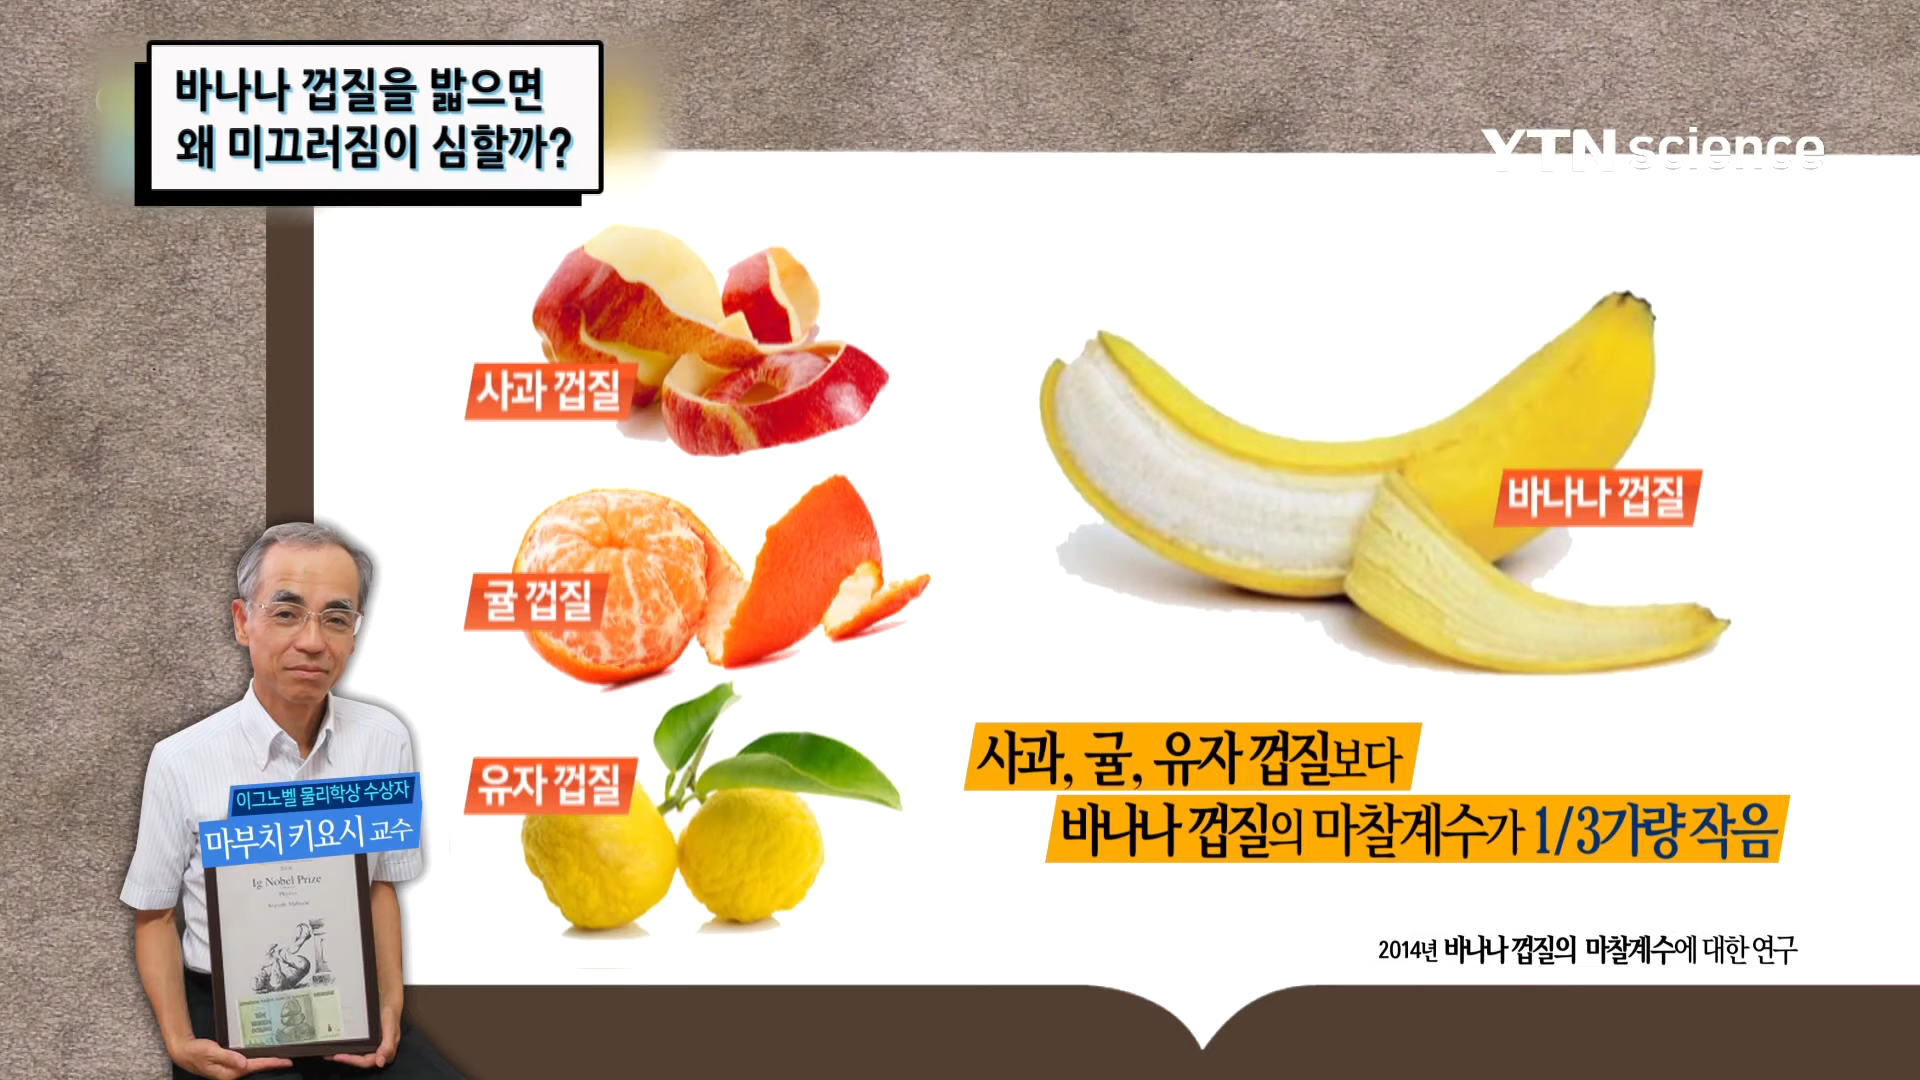 바나나 껍질을 밟으면
왜 미끄러짐이 심할까?
YTN science
사과 껍질
귤 껍질
유자 껍질
바나나 껍질
사과, 귤, 유자 껍질보다
바나나 껍질의 마찰계수가 1/3가량 작음
2014년 바나나 껍질의 마찰계수에 대한 연구
이그노벨 물리학상 수상자
마부치 키요시 교수
Ig Nobel Prize